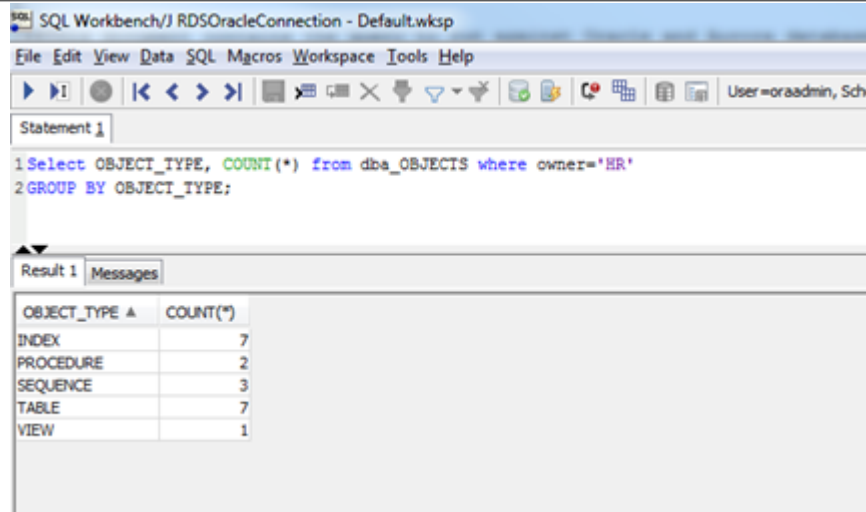 SQL Workbench/J RDSOracleConnection - Default.wksp
File Edit View Data SQL Macros Workspace Tools Help
User=oraadmin, Sch
Statement 1
1 Select OBJECT_TYPE, COUNT(*) from dba_OBJECTS where owner='HR'
2 GROUP BY OBJECT_TYPE;
Result 1 Messages
OBJECT_TYPE COUNT(*)
INDEX 7
PROCEDURE 2
SEQUENCE 3
TABLE 7
VIEW 1